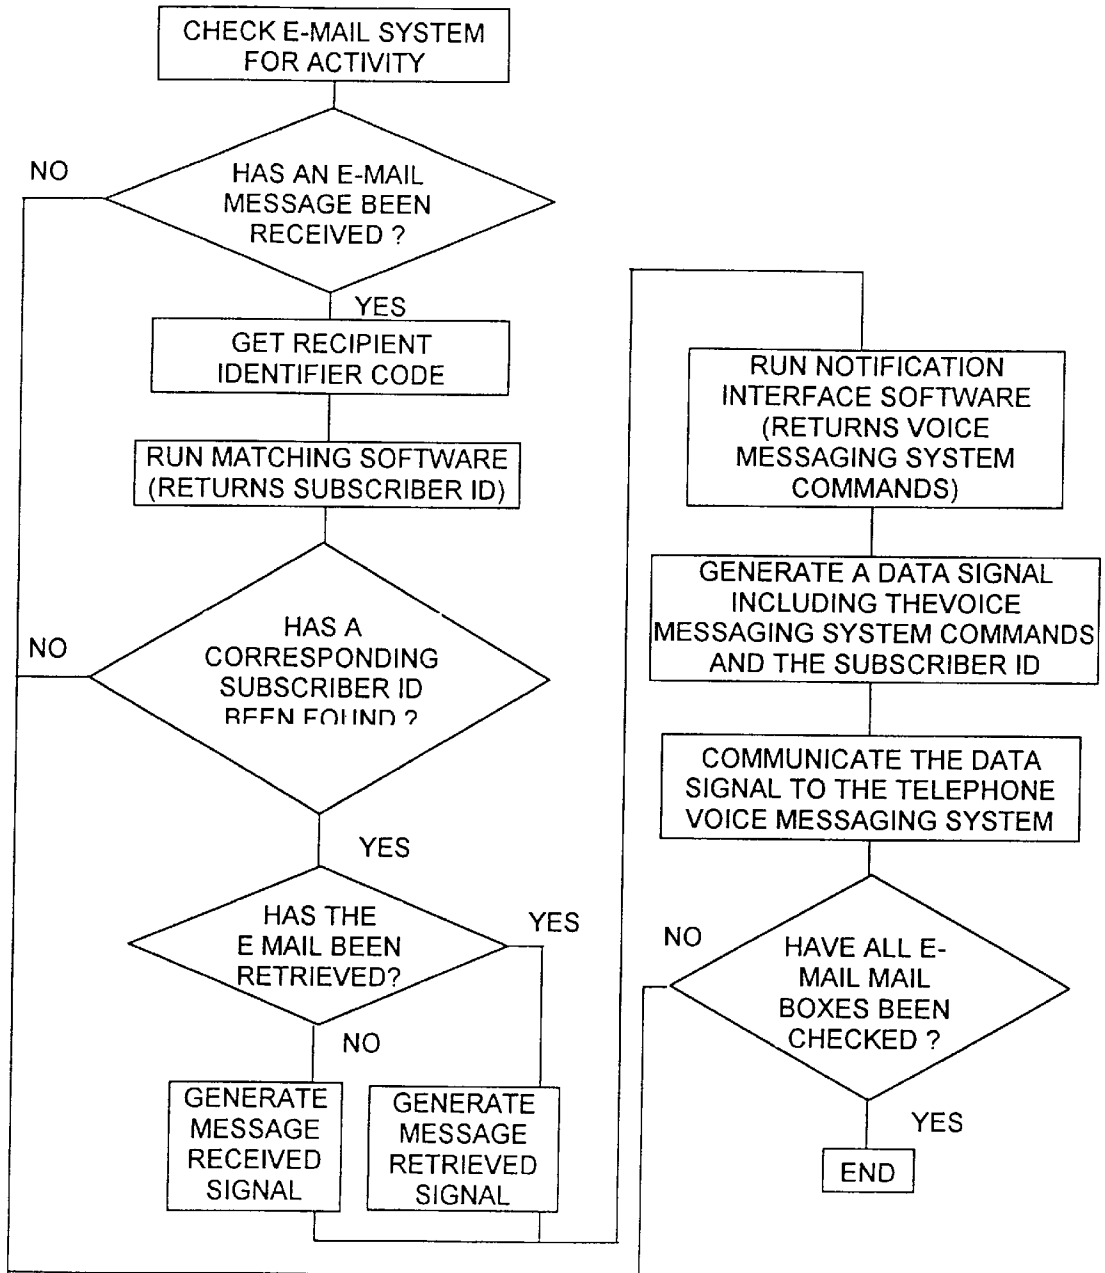 CHECK E-MAIL SYSTEM
FOR ACTIVITY
NO
HAS AN E-MAIL
MESSAGE BEEN
RECEIVED ?
YES
GET RECIPIENT
IDENTIFIER CODE
RUN MATCHING SOFTWARE
(RETURNS SUBSCRIBER ID)
NO
HAS A
CORRESPONDING
SUBSCRIBER ID
BEEN FOUND ?
YES
HAS THE
E MAIL BEEN
RETRIEVED?
YES
NO
GENERATE
MESSAGE
RECEIVED
SIGNAL
GENERATE
MESSAGE
RETRIEVED
SIGNAL
RUN NOTIFICATION
INTERFACE SOFTWARE
(RETURNS VOICE
MESSAGING SYSTEM
COMMANDS)
GENERATE A DATA SIGNAL
INCLUDING THEVOICE
MESSAGING SYSTEM COMMANDS
AND THE SUBSCRIBER ID
COMMUNICATE THE DATA
SIGNAL TO THE TELEPHONE
VOICE MESSAGING SYSTEM
NO
HAVE ALL E-
MAIL MAIL
BOXES BEEN
CHECKED ?
YES
END